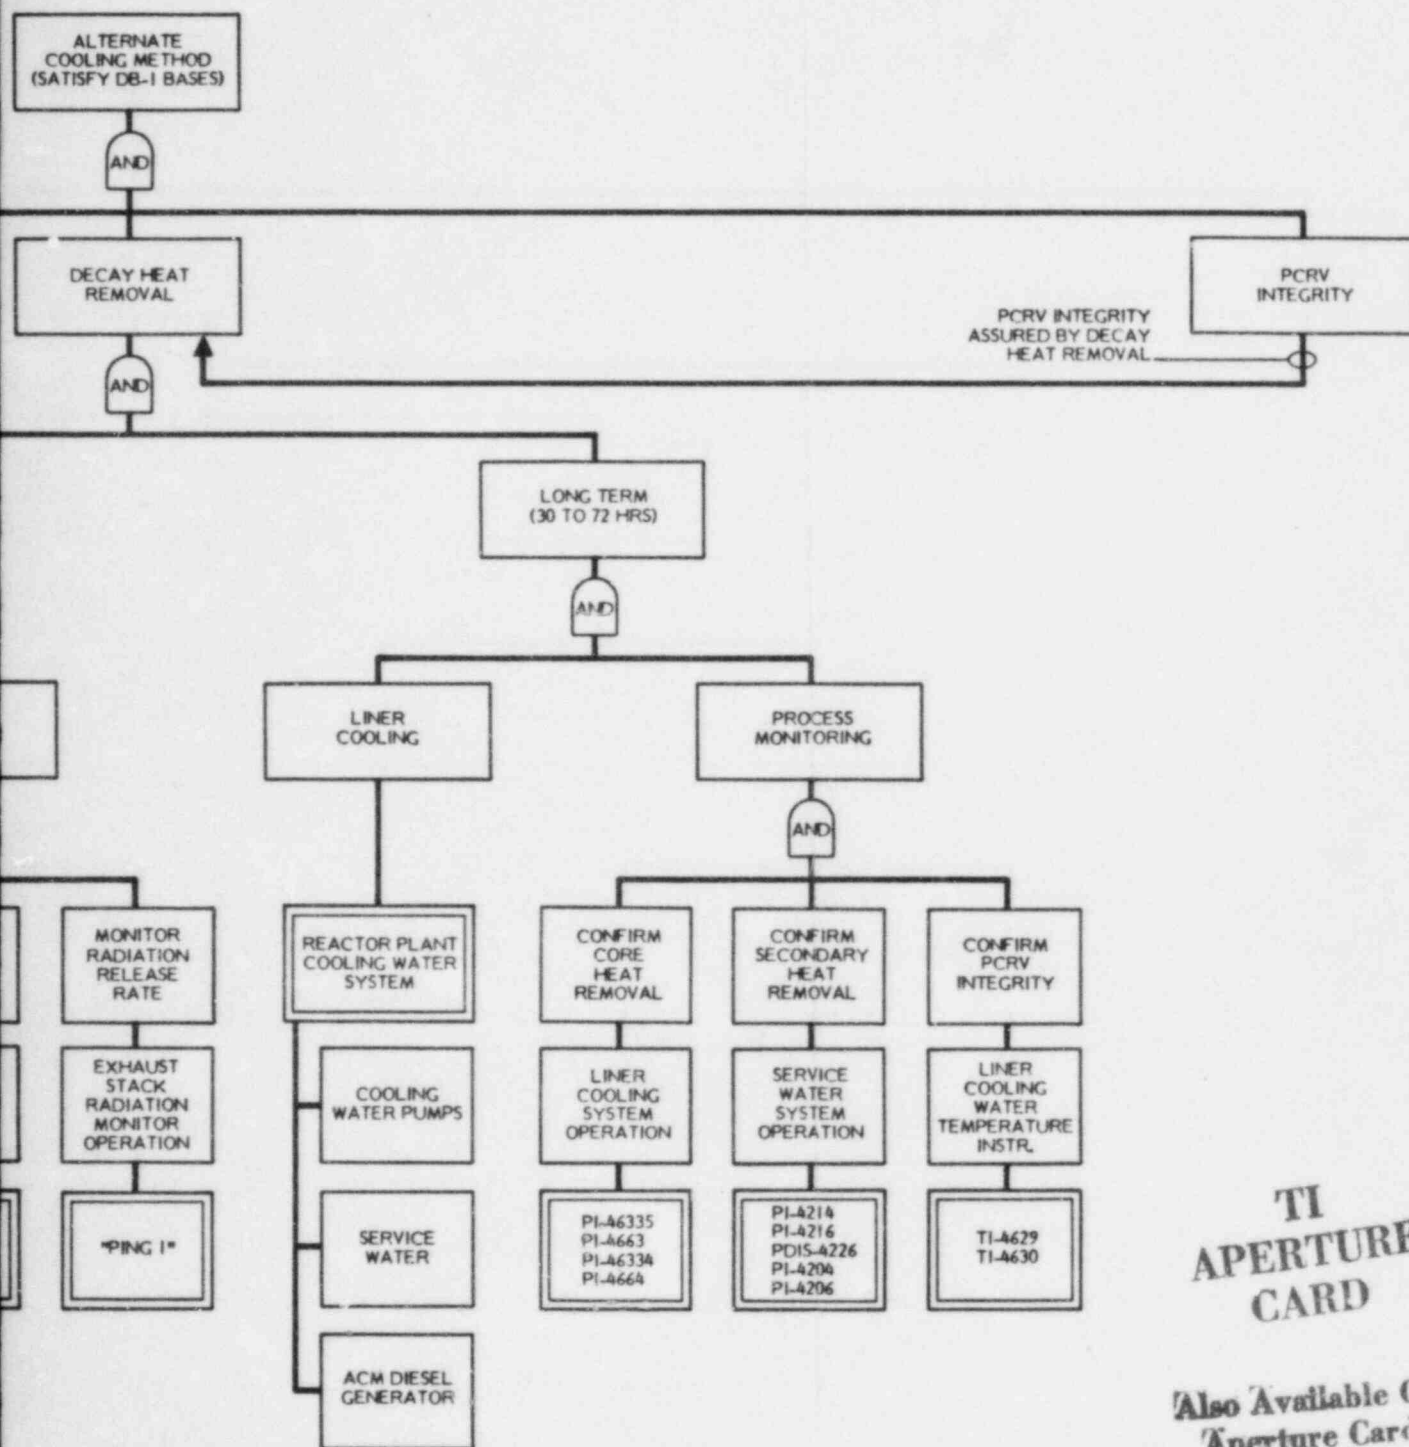 ALTERNATE
COOLING METHOD
(SATISFY DB-1 BASES)
AND
DECAY HEAT
REMOVAL
PCRV
INTEGRITY
PCRV INTEGRITY
ASSURED BY DECAY
HEAT REMOVAL
AND
LONG TERM
(30 TO 72 HRS)
AND
LINER
COOLING
PROCESS
MONITORING
AND
MONITOR
RADIATION
RELEASE
RATE
REACTOR PLANT
COOLING WATER
SYSTEM
CONFIRM
CORE
HEAT
REMOVAL
CONFIRM
SECONDARY
HEAT
REMOVAL
CONFIRM
PCRV
INTEGRITY
EXHAUST
STACK
RADIATION
MONITOR
OPERATION
COOLING
WATER PUMPS
LINER
COOLING
SYSTEM
OPERATION
SERVICE
WATER
SYSTEM
OPERATION
LINER
COOLING
WATER
TEMPERATURE
INSTR.
"PING 1"
SERVICE
WATER
PI-46335
PI-4663
PI-46334
PI-4664
PI-4214
PI-4216
PDIS-4226
PI-4204
PI-4206
TI-4629
TI-4630
ACM DIESEL
GENERATOR
TI
APERTURE
CARD
Also Available
Aperture